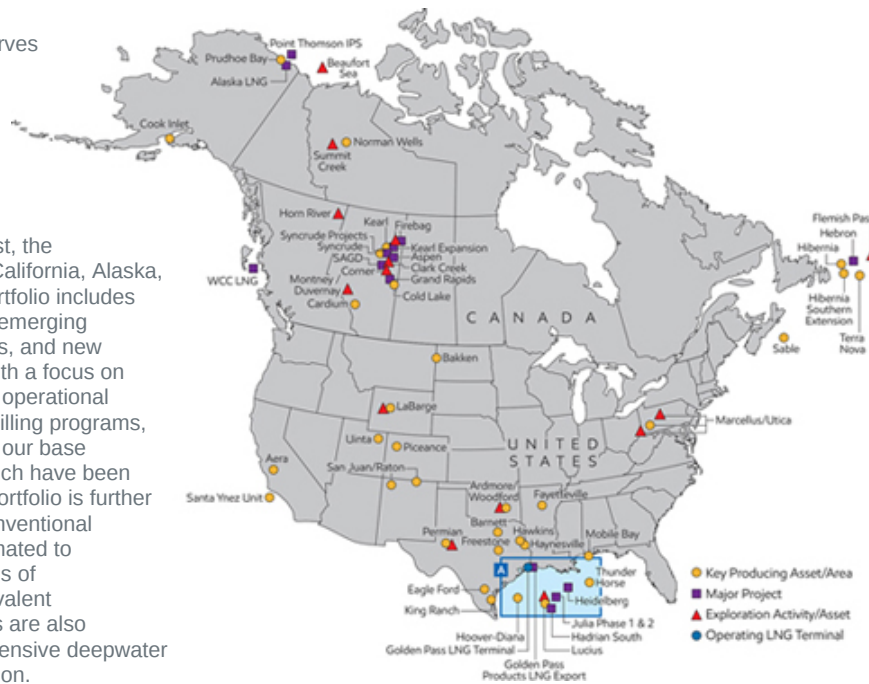 rves
st, the
California, Alaska,
rtfolio includes
emerging
s, and new
th a focus on
operational
illing programs,
our base
ch have been
ortfolio is further
nventional
nated to
s of
valent
s are also
ensive deepwater
ion.
Point Thomson IPS
Prudhoe Bay
Beaufort
Sea
Alaska LNG
Cook Inlet
Norman Wells
Summit
Creek
Horn River
Kearl
Firebag
Syncrude Projects
Syncrude
Kearl Expansion
SAGD
Aspen
Corner
Clark Creek
Grand Rapids
WCC LNG
Montney/
Duvernay
Cardium
Cold Lake
Flemish Pas
Hebron
Hibernia
Hibernia
Southern
Extension
Terra
Nova
Sable
CANADA
Bakken
LaBarge
Marcellus/Utica
Uinta
Piceance
UNITED
STATES
Aera
San Juan/Raton
Santa Ynez Unit
Ardmore/
Woodford
Fayetteville
Barnett
Hawkins
Mobile Bay
Permian
Freestone
Haynesville
A
Thunder
Horse
Eagle Ford
King Ranch
Heidelberg
Julia Phase 1 & 2
Hoover-Diana
Hadrian South
Golden Pass LNG Terminal
Lucius
Golden Pass
Products LNG Export
Key Producing Asset/Area
Major Project
Exploration Activity/Asset
Operating LNG Terminal